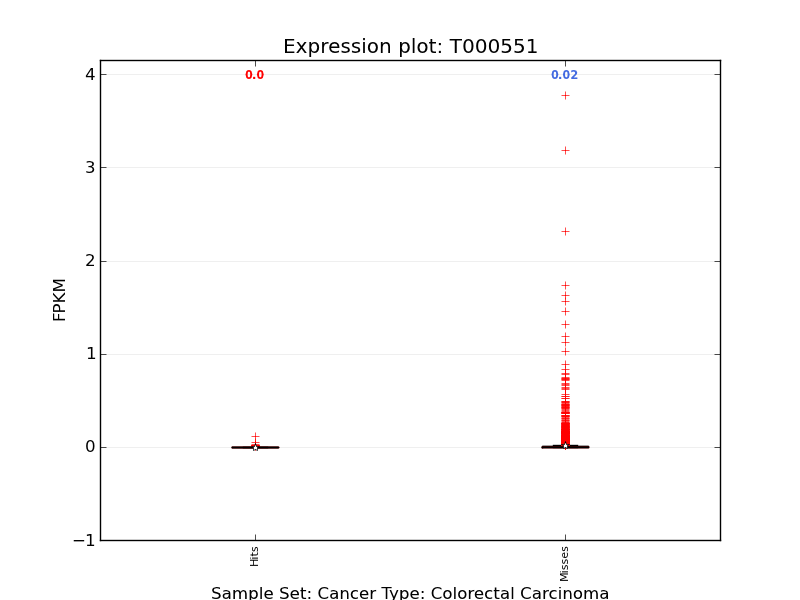 Expression plot: T000551
0.0
0.02
4
3
2
1
0
−1
FPKM
Hits
Misses
Sample Set: Cancer Type: Colorectal Carcinoma